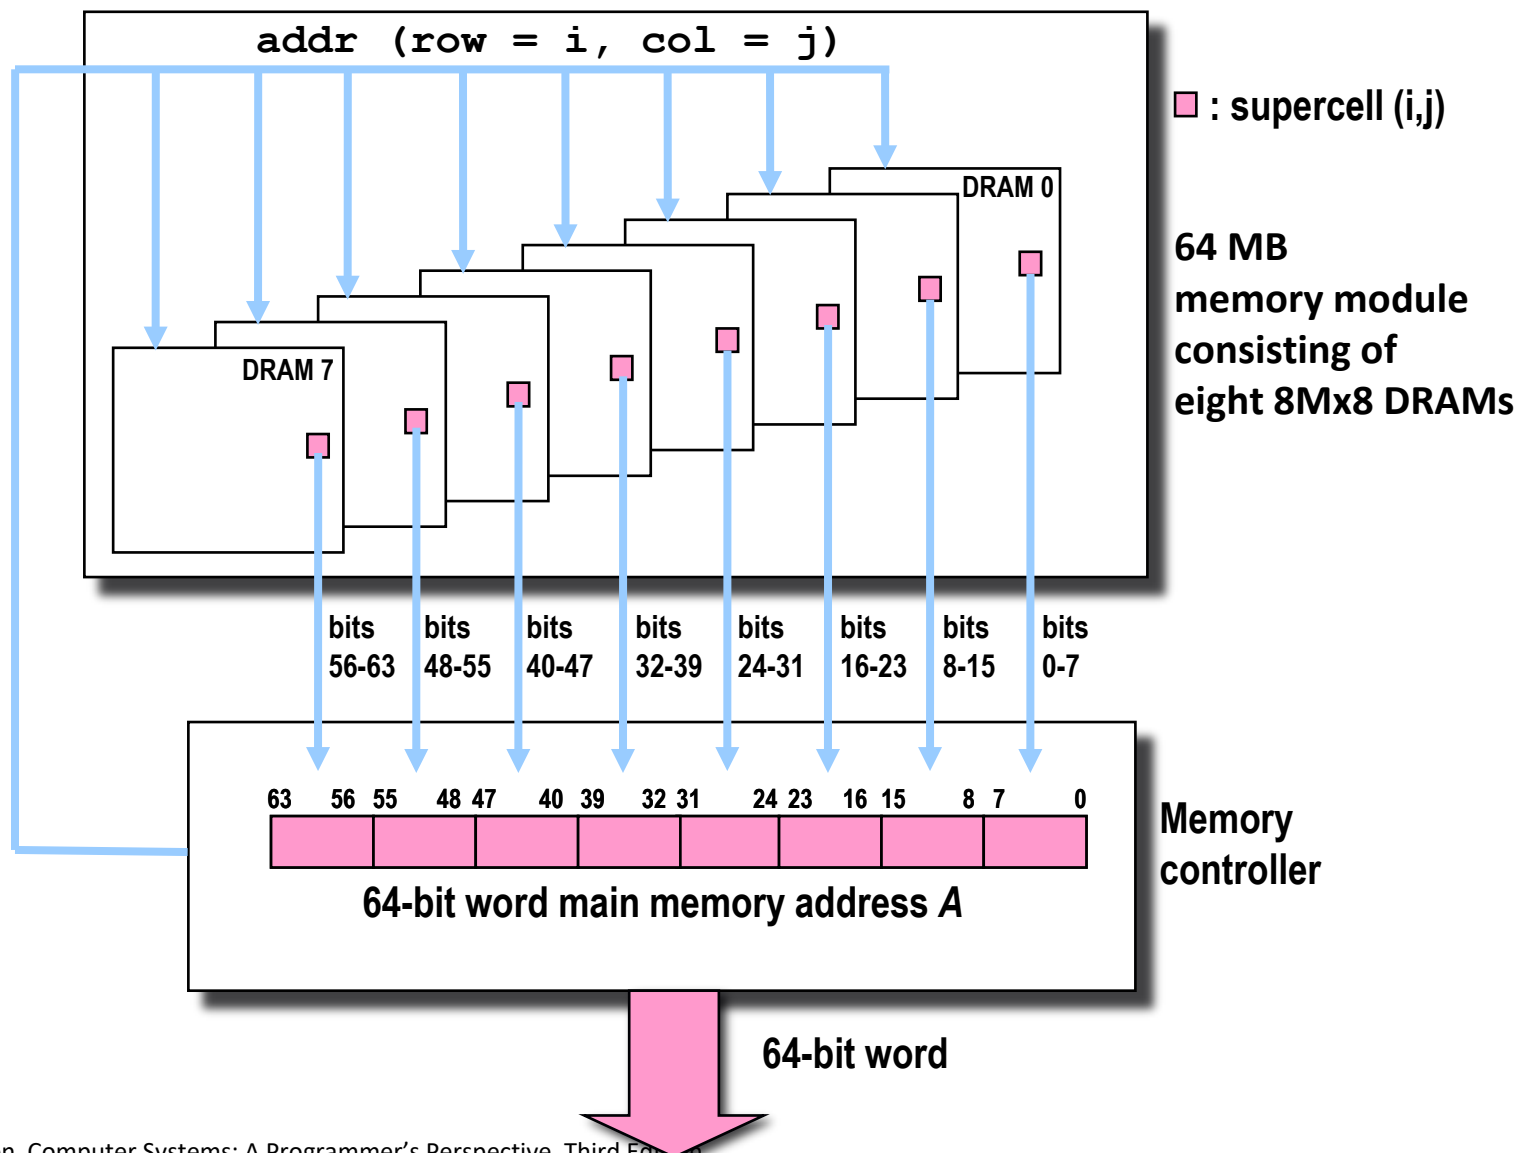 addr (row = i, col = j)
: supercell (i,j)
DRAM 0
64 MB
memory module
consisting of
eight 8Mx8 DRAMs
DRAM 7
bits bits bits bits bits bits bits bits
56-63 48-55 40-47 32-39 24-31 16-23 8-15 0-7
63 56 55 48 47 40 39 32 31 24 23 16 15 8 7 0
Memory
controller
64-bit word main memory address A
64-bit word
Computer Systems: A Programmer's Perspective, Third